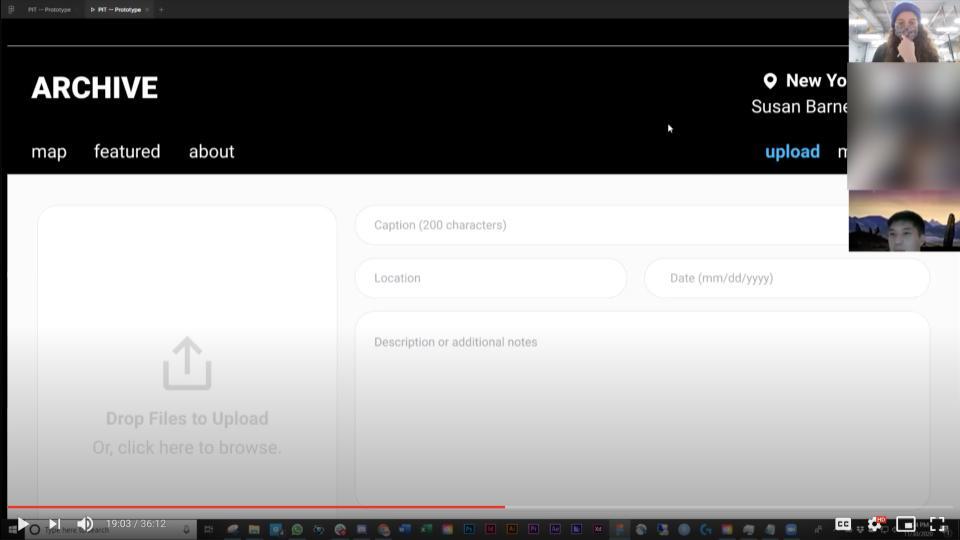 PIT — Prototype
PIT — Prototype
ARCHIVE
New Yo
Susan Barne
map featured about
upload m
Caption (200 characters)
Location
Date (mm/dd/yyyy)
Description or additional notes
Drop Files to Upload
Or, click here to browse.
19:03 / 36:12
Type here to search
CC
HD